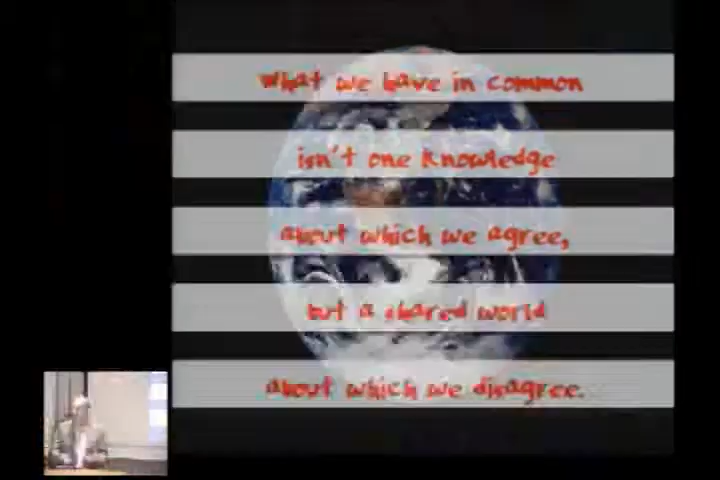 what we have in common
isn't one knowledge
about which we agree,
but a shared world
about which we disagree.